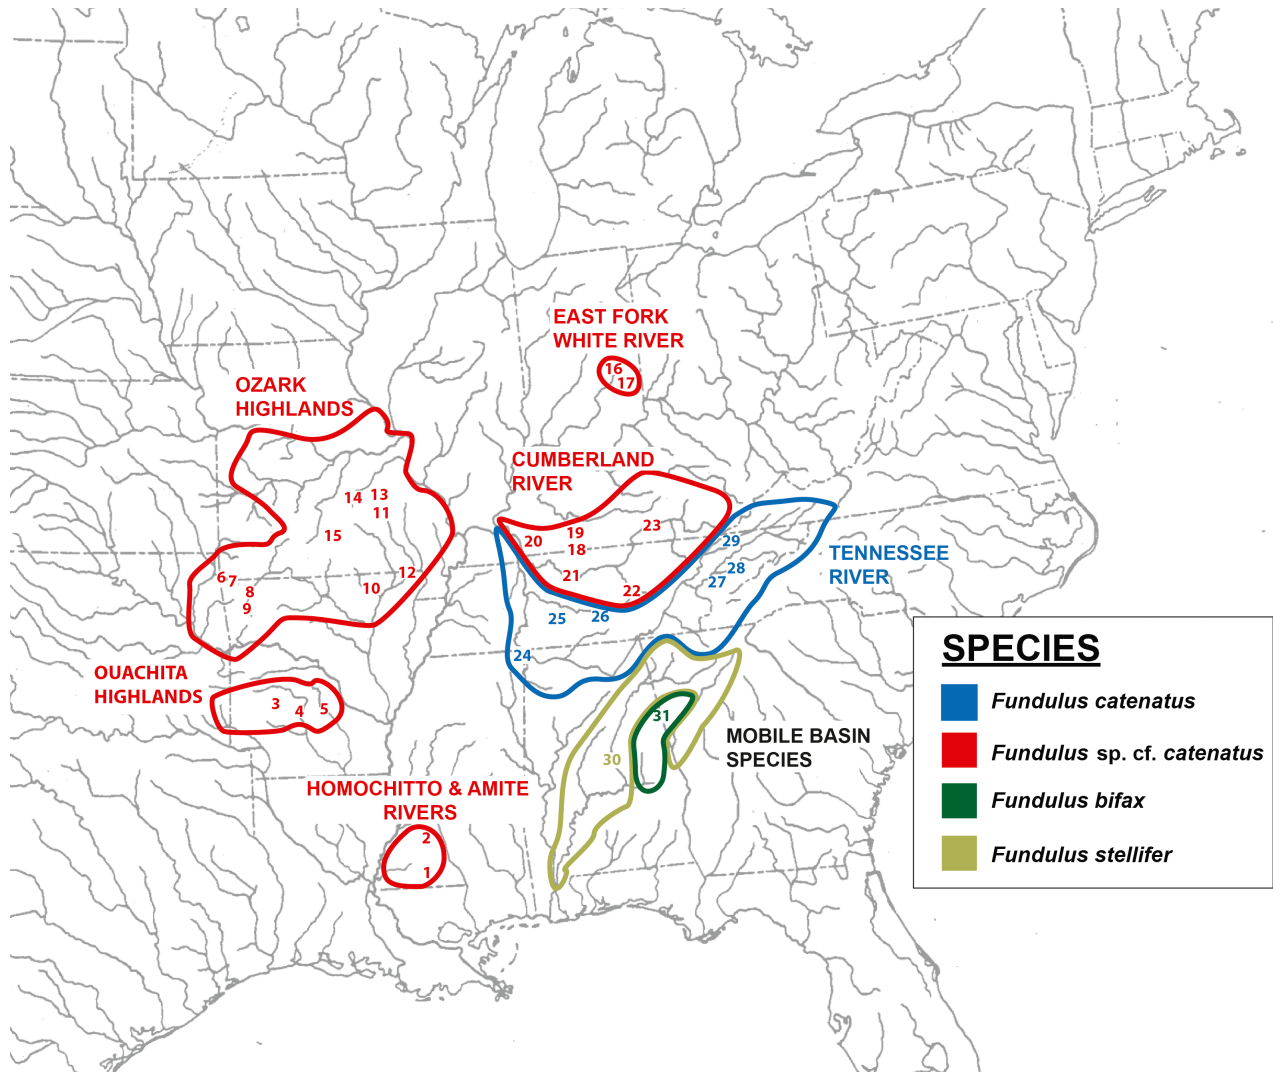 EAST FORK
WHITE RIVER
16
17
OZARK
HIGHLANDS
14
13
11
15
6
7
8
9
10
12
CUMBERLAND
RIVER
20
19
18
21
22
23
TENNESSEE
RIVER
24
25
26
27
28
29
OUACHITA
HIGHLANDS
3
4
5
HOMOCHITTO & AMITE
RIVERS
2
1
MOBILE BASIN
SPECIES
30
31
SPECIES
Fundulus catenatus
Fundulus sp. cf. catenatus
Fundulus bifax
Fundulus stellifer